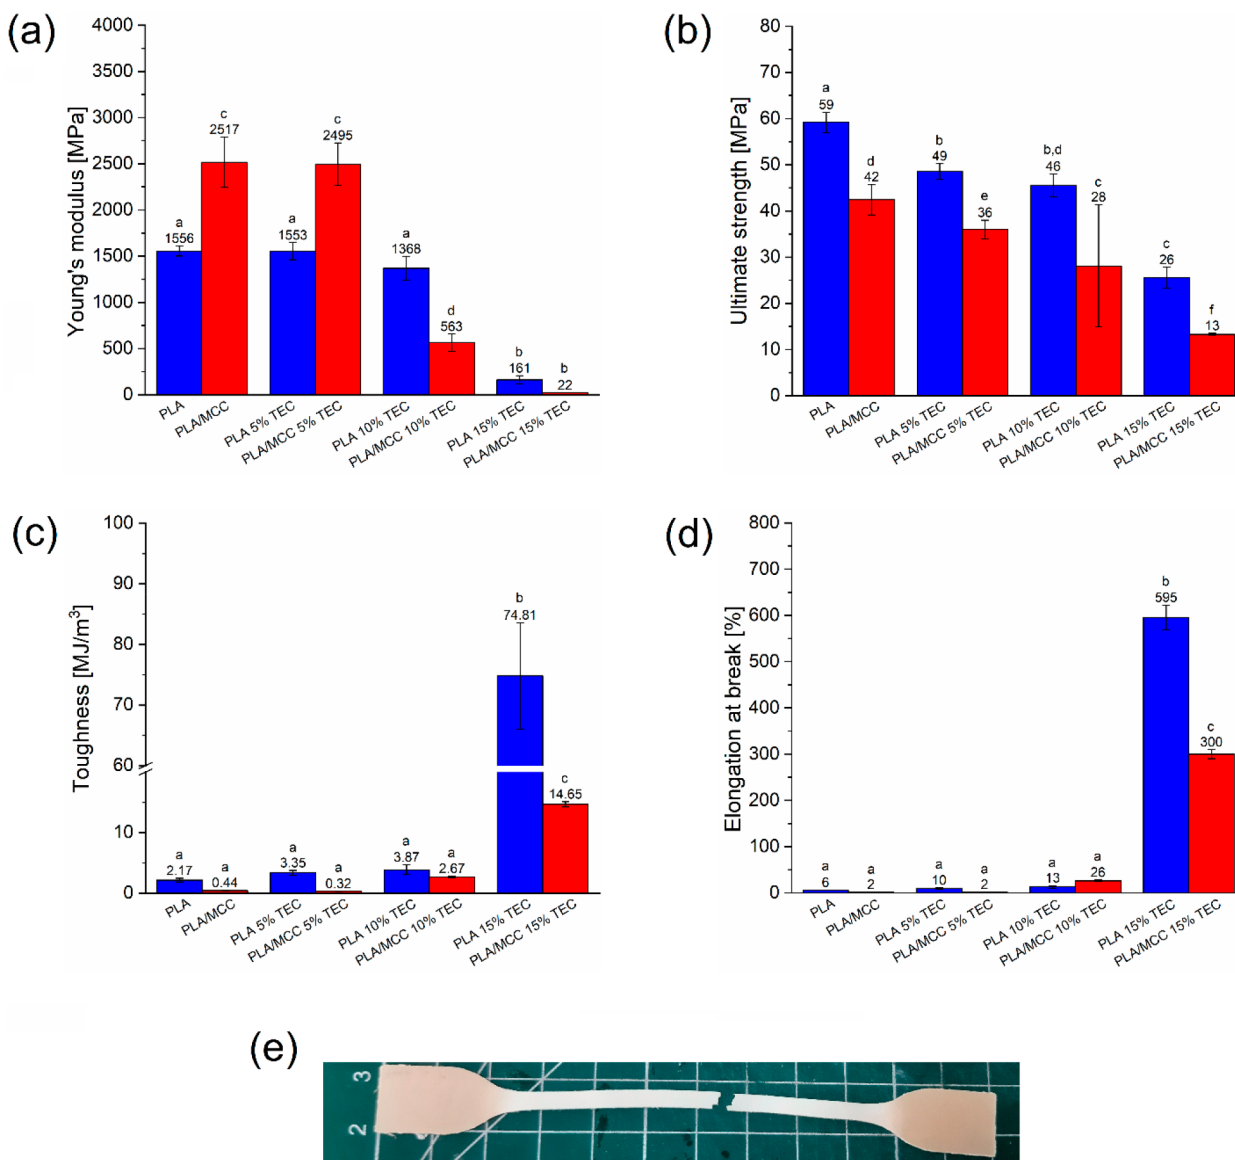 (a)
Young's modulus [MPa]
4000
3500
3000
2500
2000
1500
1000
500
0
a
1556
c
2517
a
1553
c
2495
a
1368
d
563
b
161
b
22
PLA
PLA/MCC
PLA 5% TEC
PLA/MCC 5% TEC
PLA 10% TEC
PLA/MCC 10% TEC
PLA 15% TEC
PLA/MCC 15% TEC
(b)
Ultimate strength [MPa]
80
70
60
50
40
30
20
10
0
a
59
d
42
b
49
e
36
b,d
46
c
28
c
26
f
13
PLA
PLA/MCC
PLA 5% TEC
PLA/MCC 5% TEC
PLA 10% TEC
PLA/MCC 10% TEC
PLA 15% TEC
PLA/MCC 15% TEC
(c)
Toughness [MJ/m³]
100
90
80
70
60
10
0
a
2.17
a
0.44
a
3.35
a
0.32
a
3.87
a
2.67
b
74.81
c
14.65
PLA
PLA/MCC
PLA 5% TEC
PLA/MCC 5% TEC
PLA 10% TEC
PLA/MCC 10% TEC
PLA 15% TEC
PLA/MCC 15% TEC
(d)
Elongation at break [%]
800
700
600
500
400
300
200
100
0
a
6
a
2
a
10
a
2
a
13
a
26
b
595
c
300
PLA
PLA/MCC
PLA 5% TEC
PLA/MCC 5% TEC
PLA 10% TEC
PLA/MCC 10% TEC
PLA 15% TEC
PLA/MCC 15% TEC
(e)
3
2